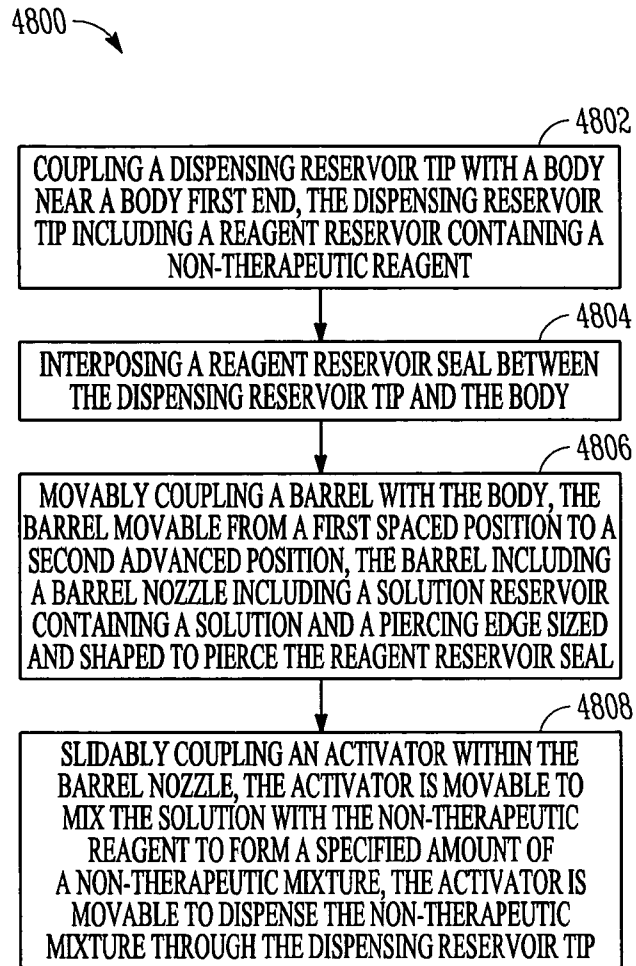 4800
4802
COUPLING A DISPENSING RESERVOIR TIP WITH A BODY
NEAR A BODY FIRST END, THE DISPENSING RESERVOIR
TIP INCLUDING A REAGENT RESERVOIR CONTAINING A
NON-THERAPEUTIC REAGENT
4804
INTERPOSING A REAGENT RESERVOIR SEAL BETWEEN
THE DISPENSING RESERVOIR TIP AND THE BODY
4806
MOVABLY COUPLING A BARREL WITH THE BODY, THE
BARREL MOVABLE FROM A FIRST SPACED POSITION TO A
SECOND ADVANCED POSITION, THE BARREL INCLUDING
A BARREL NOZZLE INCLUDING A SOLUTION RESERVOIR
CONTAINING A SOLUTION AND A PIERCING EDGE SIZED
AND SHAPED TO PIERCE THE REAGENT RESERVOIR SEAL
4808
SLIDABLY COUPLING AN ACTIVATOR WITHIN THE
BARREL NOZZLE, THE ACTIVATOR IS MOVABLE TO
MIX THE SOLUTION WITH THE NON-THERAPEUTIC
REAGENT TO FORM A SPECIFIED AMOUNT OF
A NON-THERAPEUTIC MIXTURE, THE ACTIVATOR IS
MOVABLE TO DISPENSE THE NON-THERAPEUTIC
MIXTURE THROUGH THE DISPENSING RESERVOIR TIP